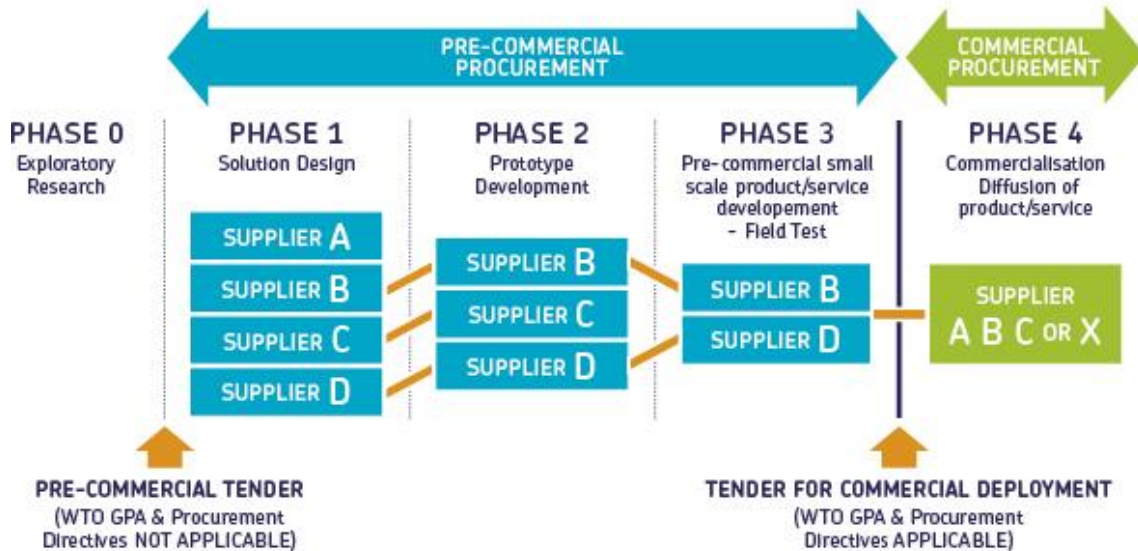 PRE-COMMERCIAL
PROCUREMENT
COMMERCIAL
PROCUREMENT
PHASE 0
Exploratory
Research
PHASE 1
Solution Design
PHASE 2
Prototype
Development
PHASE 3
Pre-commercial small
scale product/service
developement
- Field Test
PHASE 4
Commercialisation
Diffusion of
product/service
SUPPLIER A
SUPPLIER B
SUPPLIER C
SUPPLIER D
SUPPLIER B
SUPPLIER C
SUPPLIER D
SUPPLIER B
SUPPLIER D
SUPPLIER
A B C OR X
PRE-COMMERCIAL TENDER
(WTO GPA & Procurement
Directives NOT APPLICABLE)
TENDER FOR COMMERCIAL DEPLOYMENT
(WTO GPA & Procurement
Directives APPLICABLE)